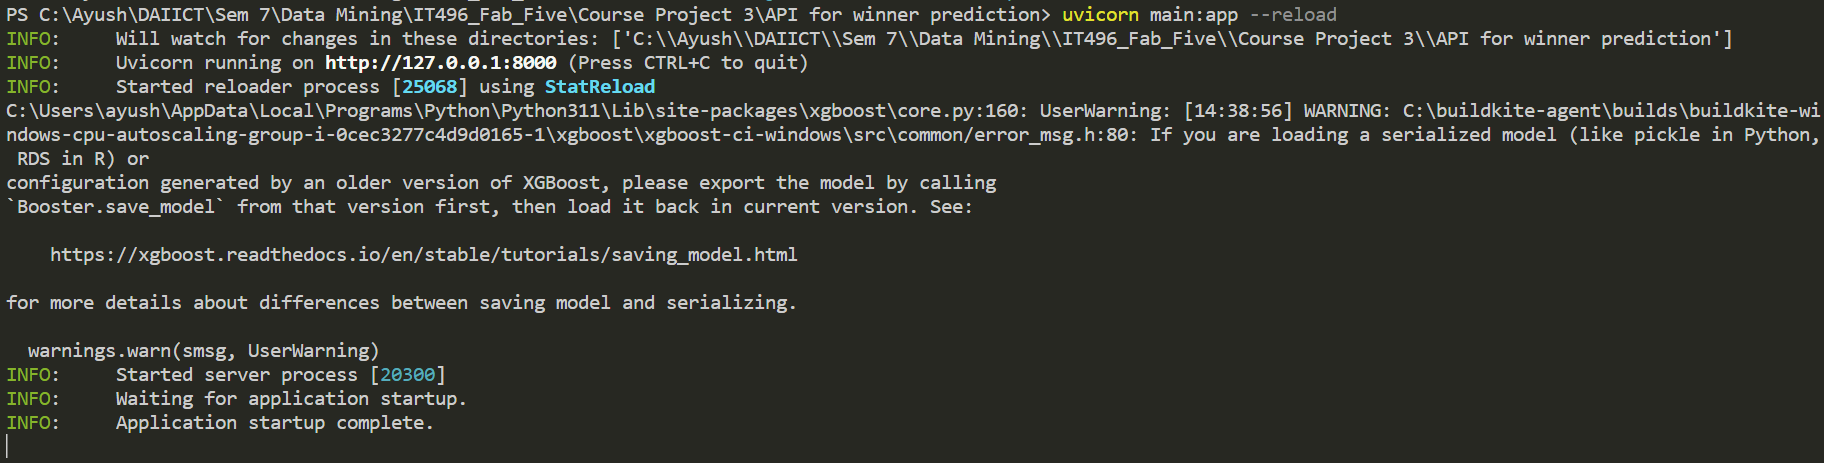 PS C:\Ayush\DAIICT\Sem 7\Data Mining\IT496_Fab_Five\Course Project 3\API for winner prediction> uvicorn main:app --reload
INFO:     Will watch for changes in these directories: ['C:\\Ayush\\DAIICT\\Sem 7\\Data Mining\\IT496_Fab_Five\\Course Project 3\\API for winner prediction']
INFO:     Uvicorn running on http://127.0.0.1:8000 (Press CTRL+C to quit)
INFO:     Started reloader process [25068] using StatReload
C:\Users\ayush\AppData\Local\Programs\Python\Python311\Lib\site-packages\xgboost\core.py:160: UserWarning: [14:38:56] WARNING: C:\buildkite-agent\builds\buildkite-wi
ndows-cpu-autoscaling-group-i-0cec3277c4d9d0165-1\xgboost\xgboost-ci-windows\src\common/error_msg.h:80: If you are loading a serialized model (like pickle in Python,
 RDS in R) or
configuration generated by an older version of XGBoost, please export the model by calling
`Booster.save_model` from that version first, then load it back in current version. See:
    https://xgboost.readthedocs.io/en/stable/tutorials/saving_model.html
for more details about differences between saving model and serializing.
  warnings.warn(smsg, UserWarning)
INFO:     Started server process [20300]
INFO:     Waiting for application startup.
INFO:     Application startup complete.